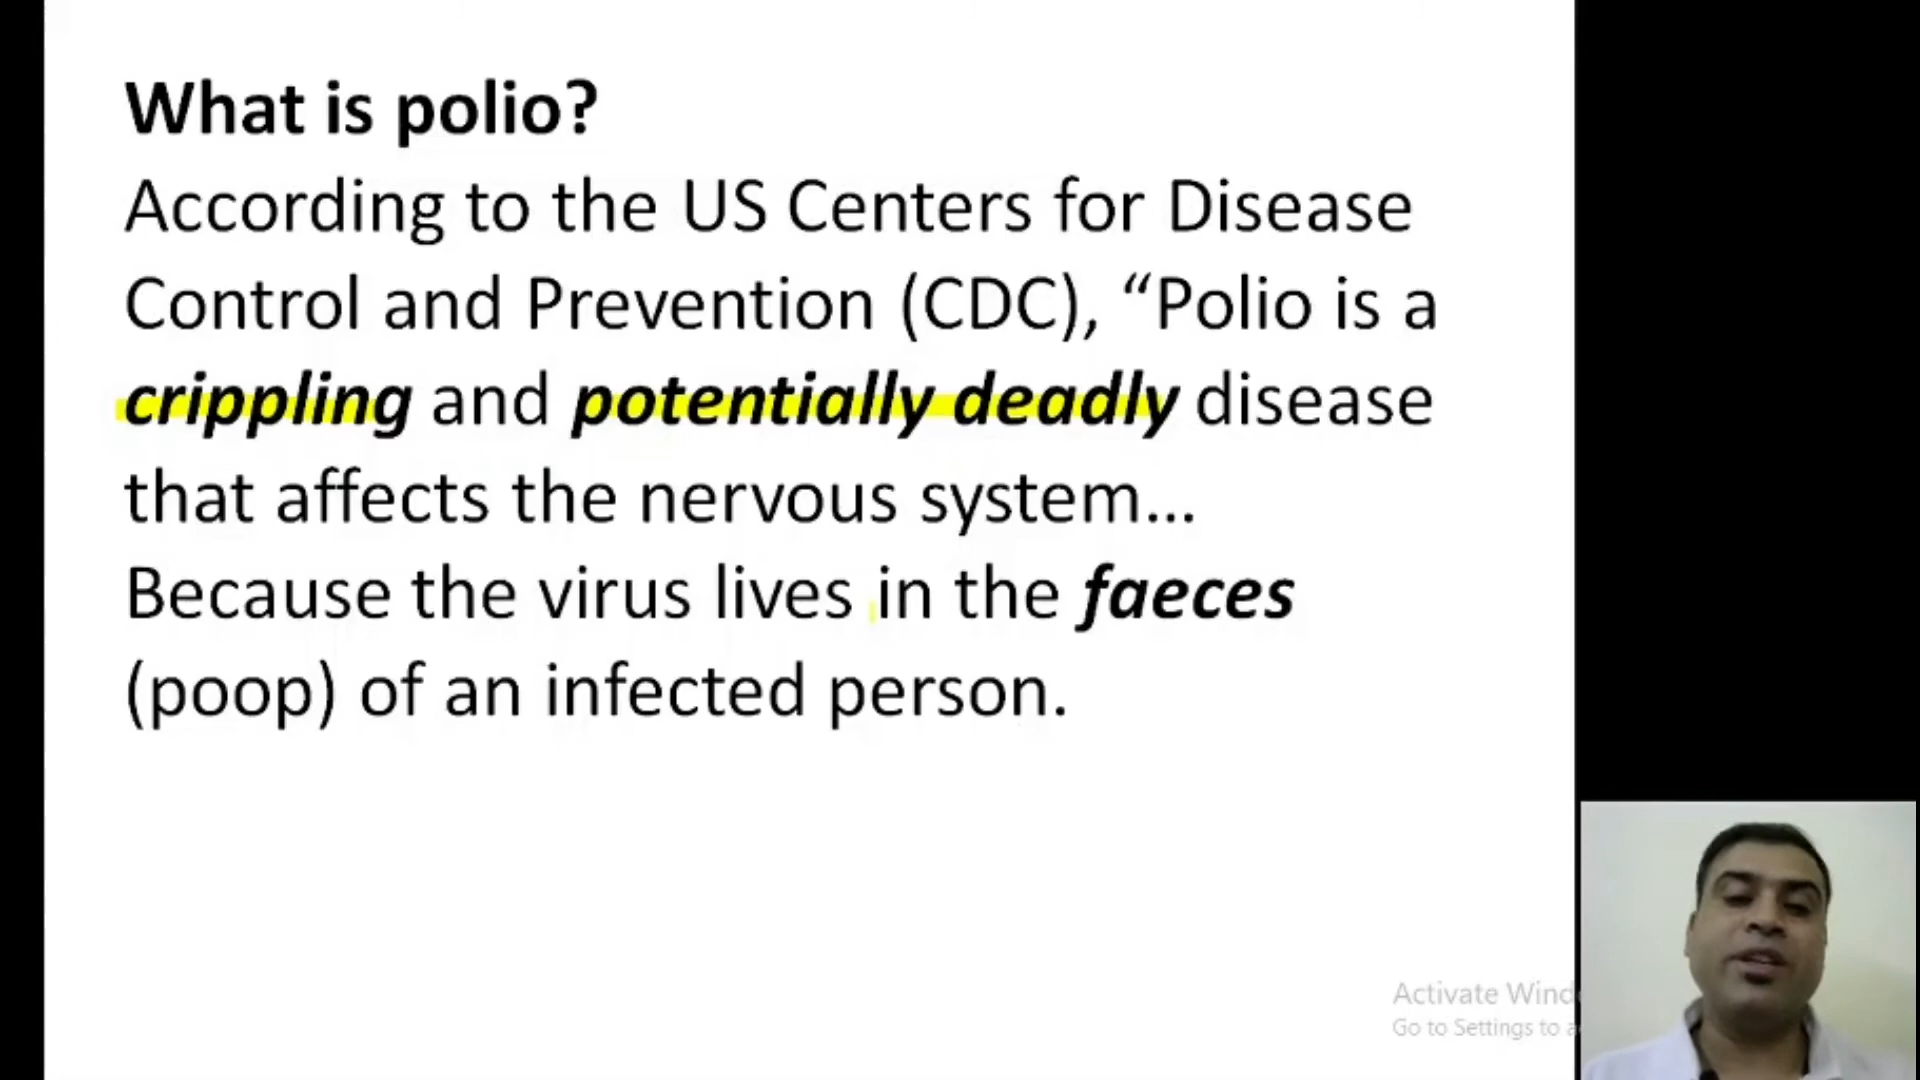 What is polio?
According to the US Centers for Disease
Control and Prevention (CDC), “Polio is a
crippling and potentially deadly disease
that affects the nervous system...
Because the virus lives in the faeces
(poop) of an infected person.
Activate
Go to Settings to